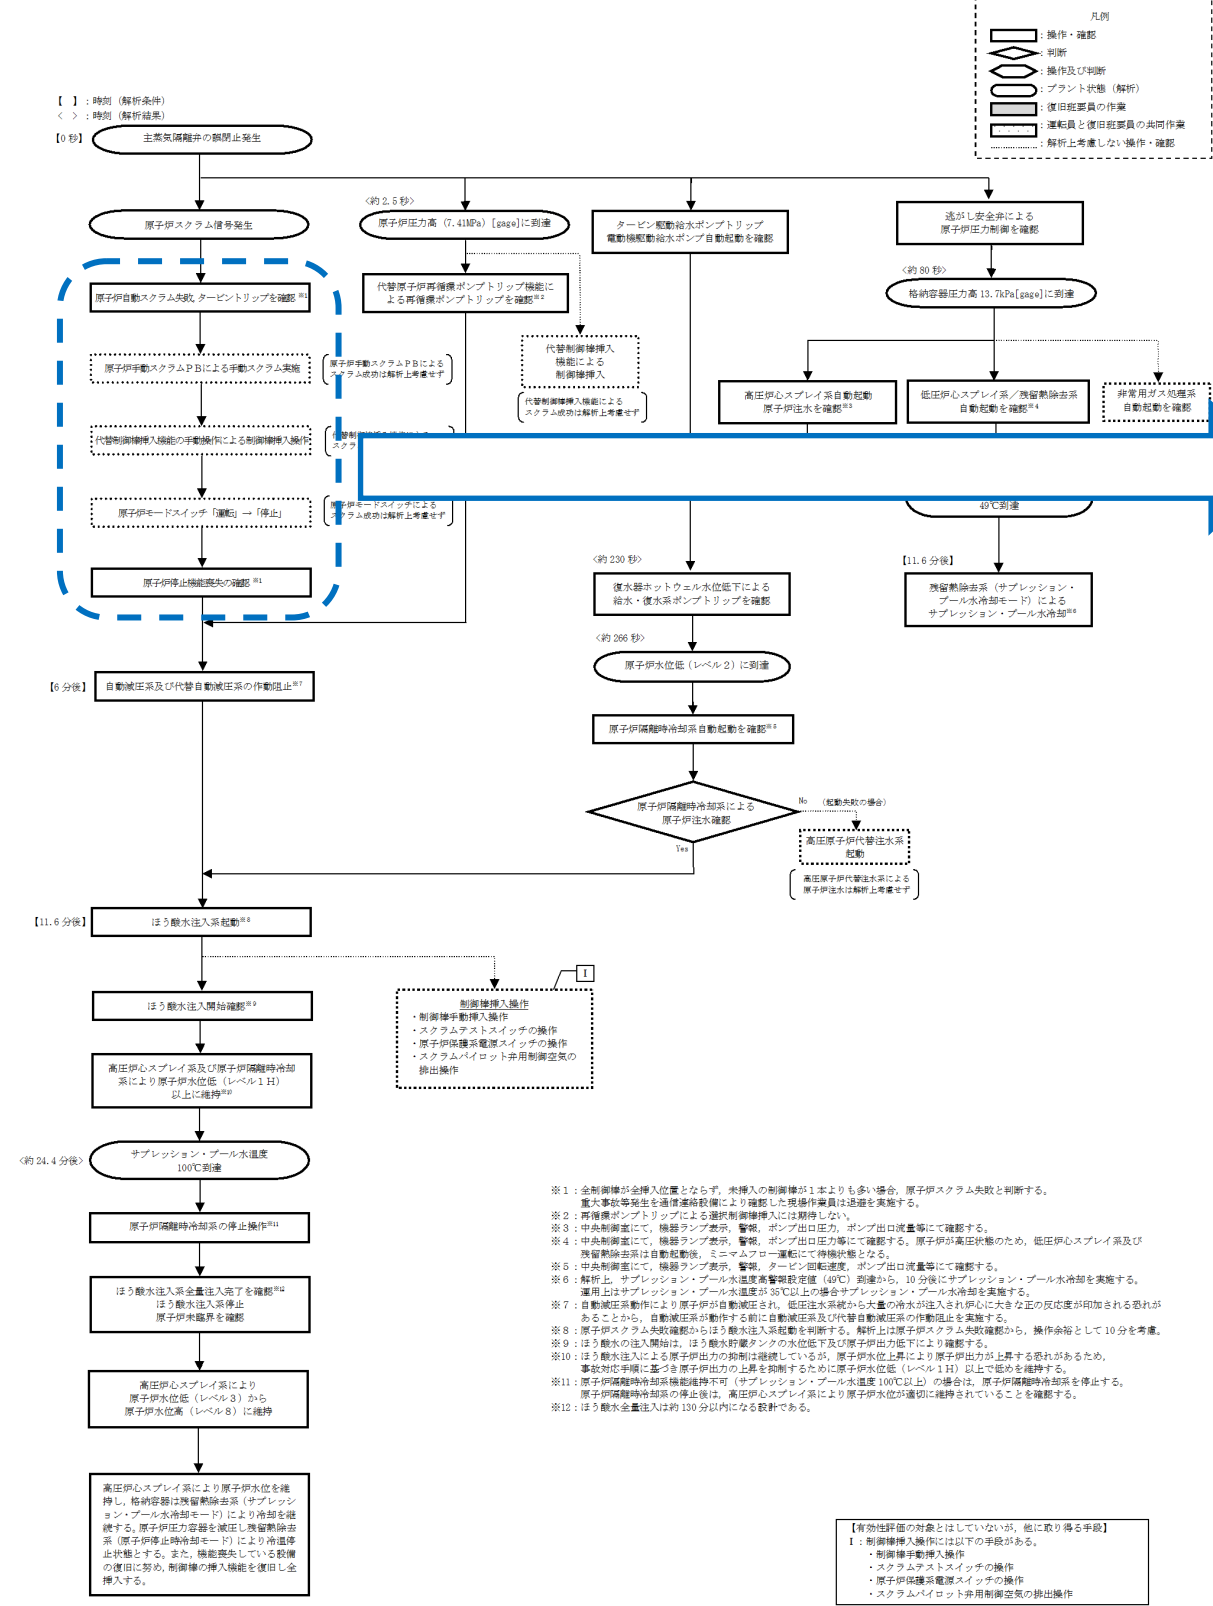 凡例
：操作・確認
：判断
：操作及び判断
：プラント状態（解析）
：復旧班要員の作業
：運転員と復旧班要員の共同作業
：解析上考慮しない操作・確認
【　】：時刻（解析条件）
＜　＞：時刻（解析結果）
【0秒】
主蒸気隔離弁の誤閉止発生
原子炉スクラム信号発生
原子炉自動スクラム失敗，タービントリップを確認 ※1
原子炉手動スクラムＰＢによる手動スクラム実施
原子炉手動スクラムＰＢによる
スクラム成功は解析上考慮せず
代替制御棒挿入機能の手動操作による制御棒挿入操作
スクラ
原子炉モードスイッチ「運転」→「停止」
原子炉モードスイッチによる
スクラム成功は解析上考慮せず
原子炉停止機能喪失の確認 ※1
<約2.5秒>
原子炉圧力高（7.41MPa）[gage]に到達
代替原子炉再循環ポンプトリップ機能に
よる再循環ポンプトリップを確認※2
代替制御棒挿入
機能による
制御棒挿入
代替制御棒挿入機能による
スクラム成功は解析上考慮せず
タービン駆動給水ポンプトリップ
電動機駆動給水ポンプ自動起動を確認
逃がし安全弁による
原子炉圧力制御を確認
<約80秒>
格納容器圧力高13.7kPa[gage]に到達
高圧炉心スプレイ系自動起動
原子炉注水を確認※3
低圧炉心スプレイ系／残留熱除去系
自動起動を確認※4
非常用ガス処理系
自動起動を確認
49℃到達
【11.6分後】
残留熱除去系（サプレッション・
プール水冷却モード）による
サプレッション・プール水冷却※6
<約230秒>
復水器ホットウェル水位低下による
給水・復水系ポンプトリップを確認
<約266秒>
原子炉水位低（レベル２）に到達
原子炉隔離時冷却系自動起動を確認※5
原子炉隔離時冷却系による
原子炉注水確認
No　（起動失敗の場合）
Yes
高圧原子炉代替注水系
起動
高圧原子炉代替注水系による
原子炉注水は解析上考慮せず
【6分後】
自動減圧系及び代替自動減圧系の作動阻止※7
【11.6分後】
ほう酸水注入系起動※8
ほう酸水注入開始確認※9
Ⅰ
制御棒挿入操作
・制御棒手動挿入操作
・スクラムテストスイッチの操作
・原子炉保護系電源スイッチの操作
・スクラムパイロット弁用制御空気の
排出操作
高圧炉心スプレイ系及び原子炉隔離時冷却
系により原子炉水位低（レベル１Ｈ）
以上に維持※10
<約24.4分後>
サプレッション・プール水温度
100℃到達
原子炉隔離時冷却系の停止操作※11
ほう酸水注入系全量注入完了を確認※12
ほう酸水注入系停止
原子炉未臨界を確認
高圧炉心スプレイ系により
原子炉水位低（レベル３）から
原子炉水位高（レベル８）に維持
高圧炉心スプレイ系により原子炉水位を維
持し，格納容器は残留熱除去系（サプレッシ
ョン・プール水冷却モード）により冷却を継
続する。原子炉圧力容器を減圧し残留熱除去
系（原子炉停止時冷却モード）により冷温停
止状態とする。また，機能喪失している設備
の復旧に努め，制御棒の挿入機能を復旧し全
挿入する。
※１：全制御棒が全挿入位置とならず，未挿入の制御棒が１本よりも多い場合，原子炉スクラム失敗と判断する。
重大事故等発生を通信連絡設備により確認した現場作業員は退避を実施する。
※２：再循環ポンプトリップによる選択制御棒挿入には期待しない。
※３：中央制御室にて，機器ランプ表示，警報，ポンプ出口圧力，ポンプ出口流量等にて確認する。
※４：中央制御室にて，機器ランプ表示，警報，ポンプ出口圧力等にて確認する。原子炉が高圧状態のため，低圧炉心スプレイ系及び
残留熱除去系は自動起動後，ミニマムフロー運転にて待機状態となる。
※５：中央制御室にて，機器ランプ表示，警報，タービン回転速度，ポンプ出口流量等にて確認する。
※６：解析上，サプレッション・プール水温度高警報設定値（49℃）到達から，10分後にサプレッション・プール水冷却を実施する。
運用上はサプレッション・プール水温度が35℃以上の場合サプレッション・プール水冷却を実施する。
※７：自動減圧系動作により原子炉が自動減圧され，低圧注水系統から大量の冷水が注入され炉心に大きな正の反応度が印加される恐れが
あることから，自動減圧系が動作する前に自動減圧系及び代替自動減圧系の作動阻止を実施する。
※８：原子炉スクラム失敗確認からほう酸水注入系起動を判断する。解析上は原子炉スクラム失敗確認から，操作余裕として10分を考慮。
※９：ほう酸水の注入開始は，ほう酸水貯蔵タンクの水位低下及び原子炉出力低下により確認する。
※10：ほう酸水注入による原子炉出力の抑制は継続しているが，原子炉水位上昇により原子炉出力が上昇する恐れがあるため，
事故対応手順に基づき原子炉出力の上昇を抑制するために原子炉水位低（レベル１Ｈ）以上で低めを維持する。
※11：原子炉隔離時冷却系機能維持不可（サプレッション・プール水温度100℃以上）の場合は，原子炉隔離時冷却系を停止する。
原子炉隔離時冷却系の停止後は，高圧炉心スプレイ系により原子炉水位が適切に維持されていることを確認する。
※12：ほう酸水全量注入は約130分以内になる設計である。
【有効性評価の対象とはしていないが，他に取り得る手段】
Ⅰ：制御棒挿入操作には以下の手段がある。
・制御棒手動挿入操作
・スクラムテストスイッチの操作
・原子炉保護系電源スイッチの操作
・スクラムパイロット弁用制御空気の排出操作